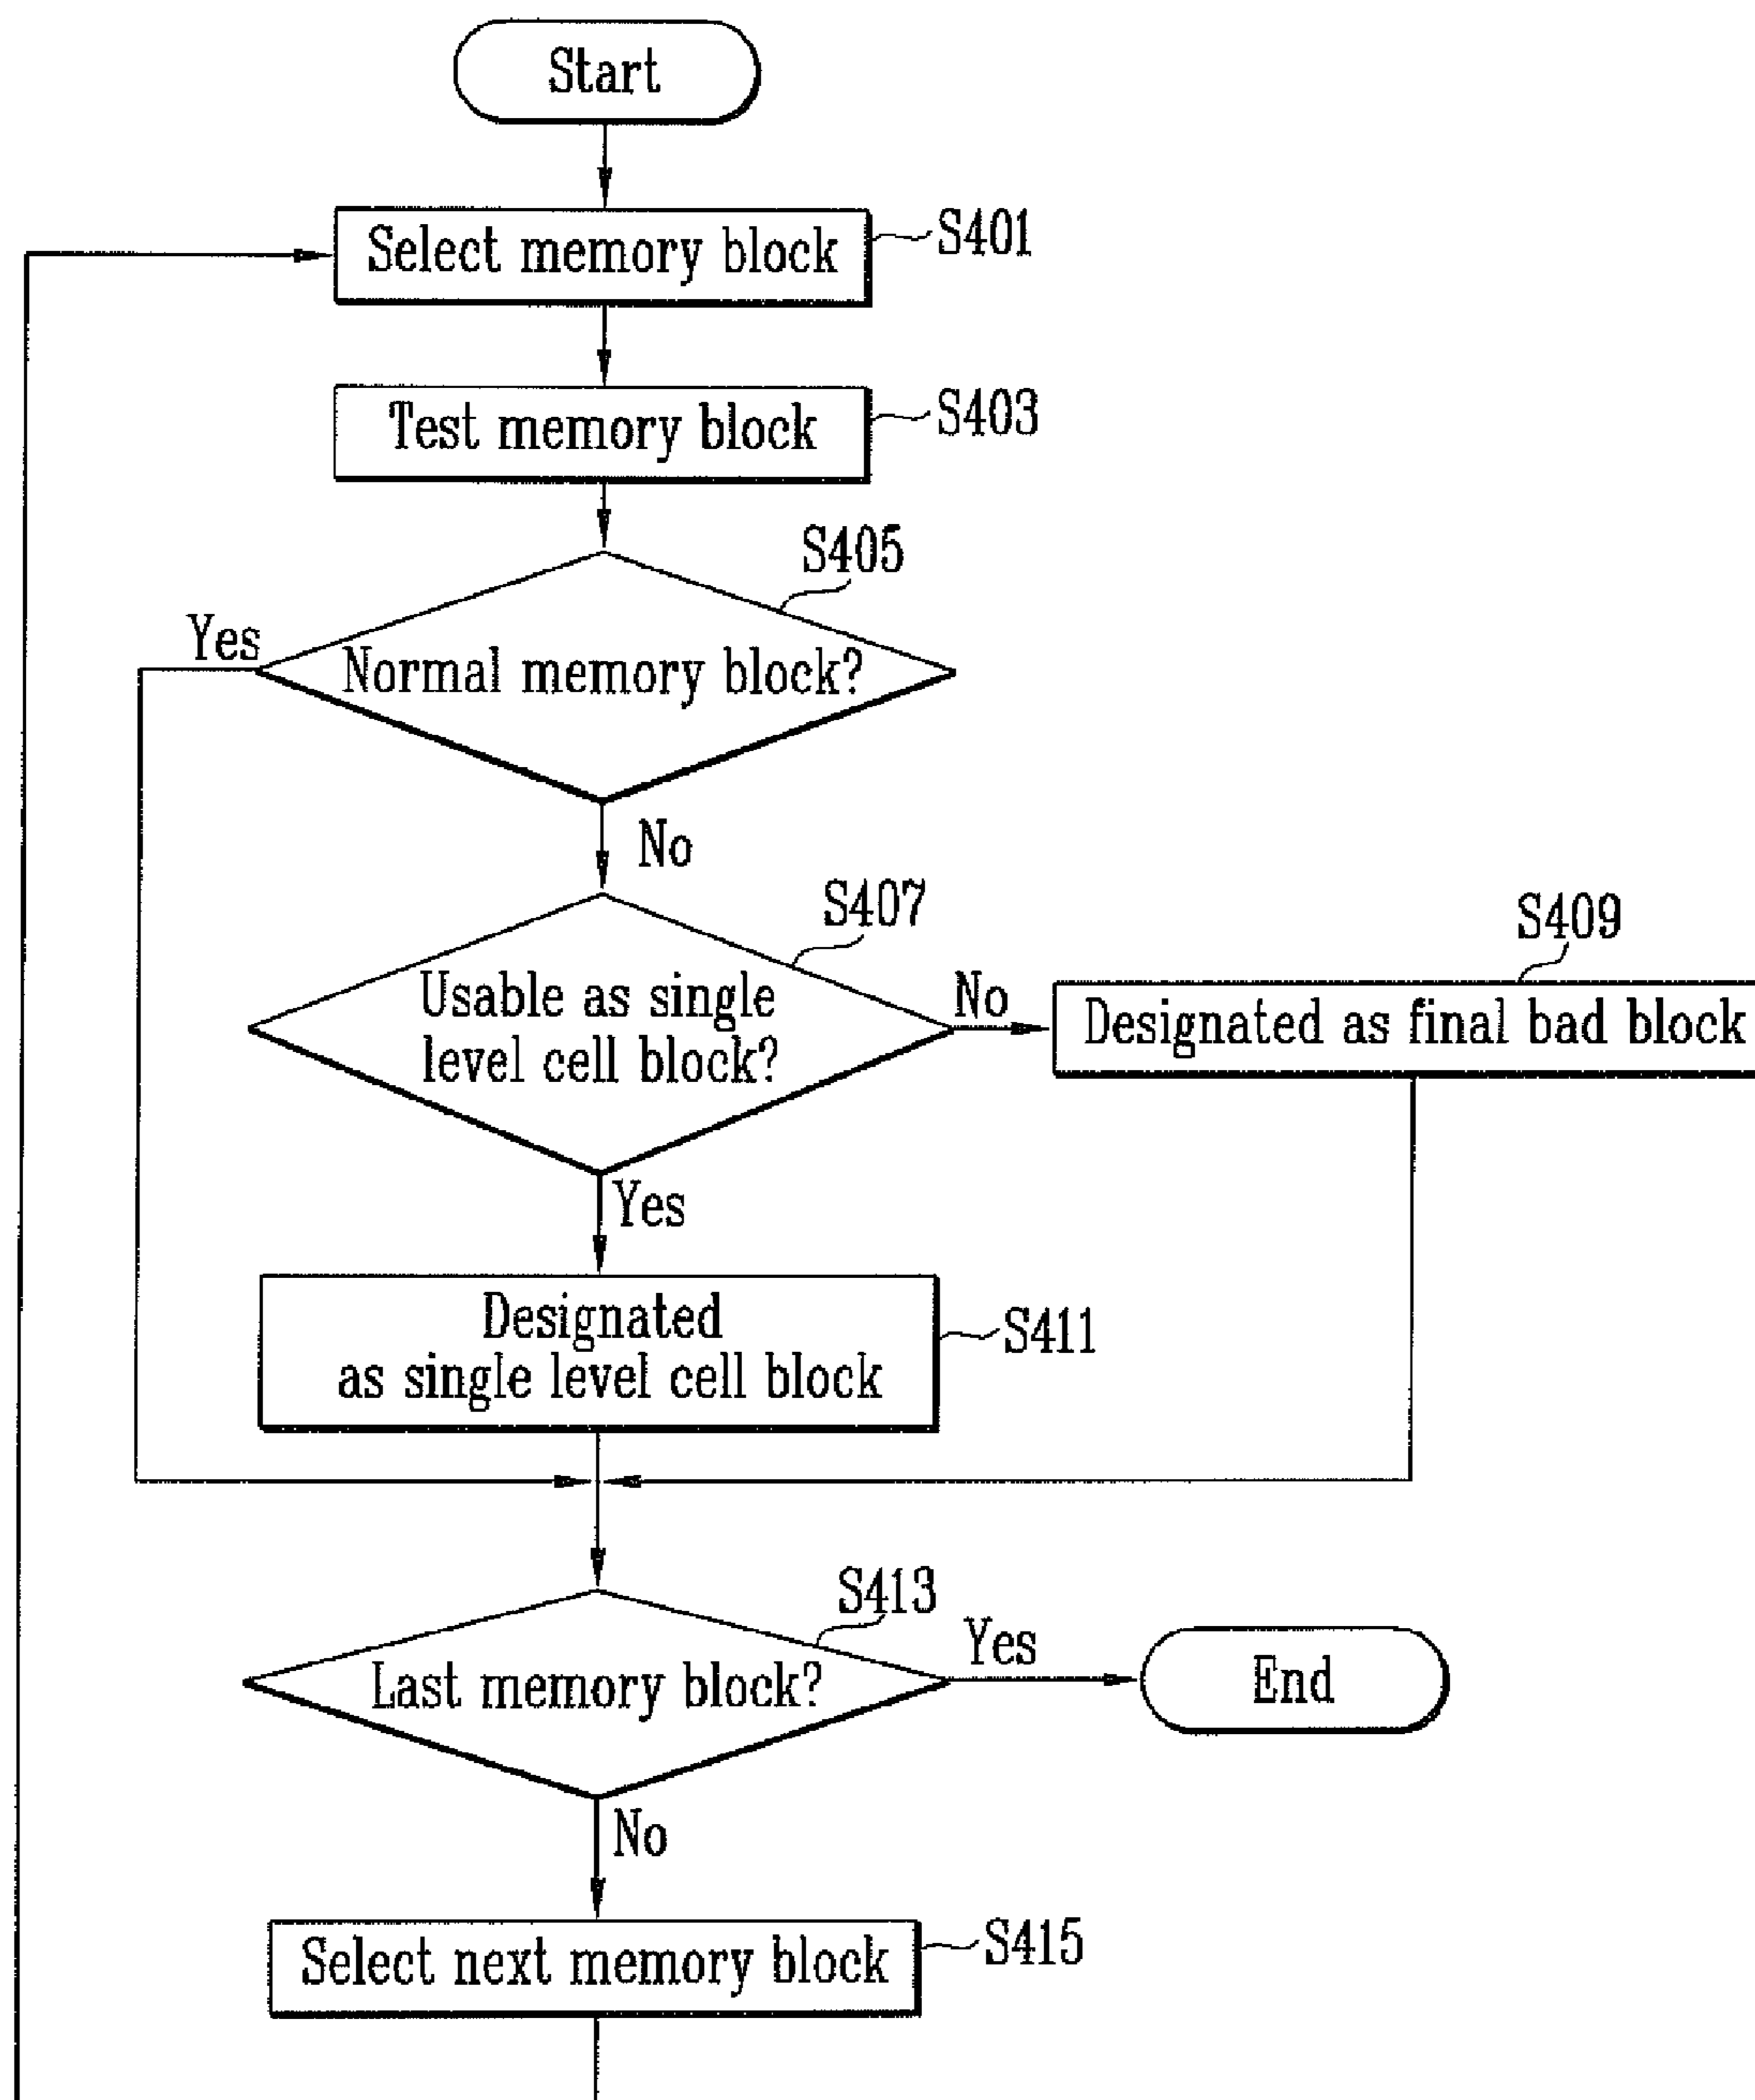 Start
Select memory block
S401
Test memory block
S403
S405
Yes
Normal memory block?
No
S407
Usable as single
level cell block?
No
S409
Designated as final bad block
Yes
Designated
as single level cell block
S411
S413
Last memory block?
Yes
End
No
Select next memory block
S415